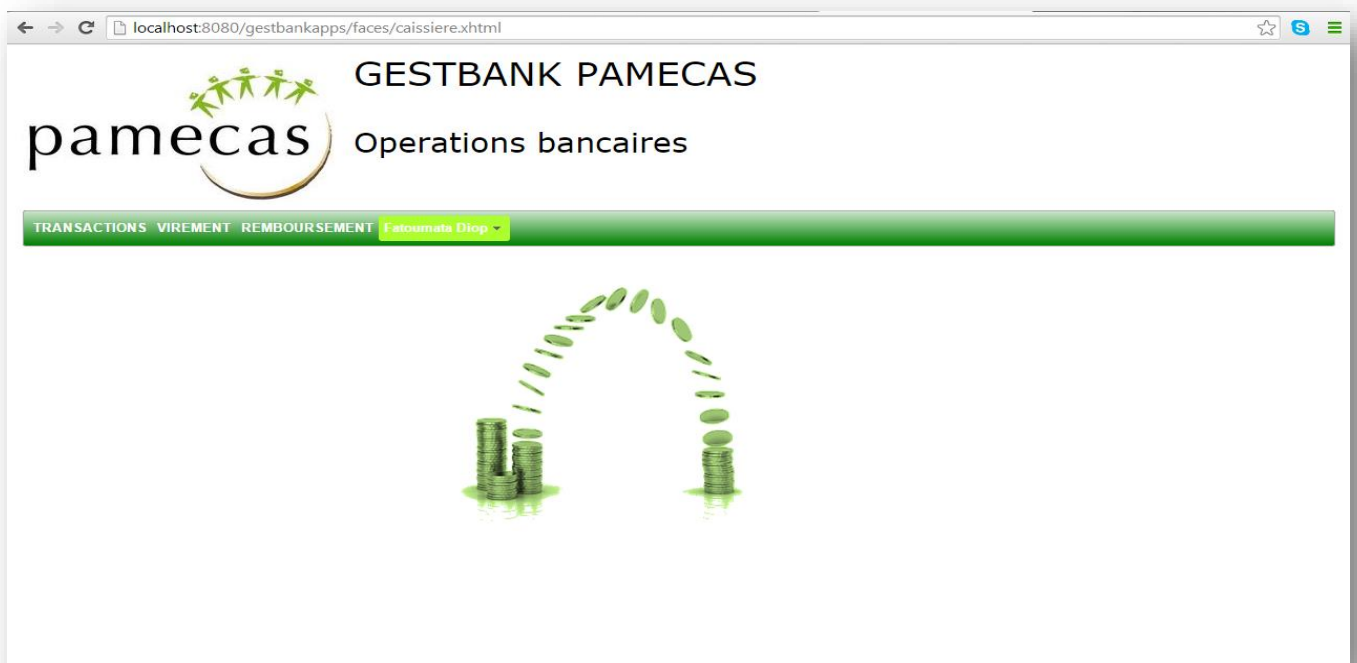 localhost:8080/gestbankapps/faces/caissiere.xhtml
GESTBANK PAMECAS
pamecas
Operations bancaires
TRANSACTIONS VIREMENT REMBOURSEMENT Fatoumata Diop